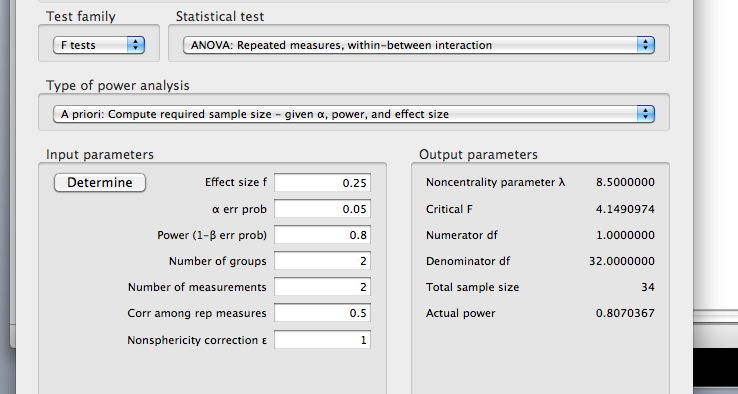 Test family
Statistical test
F tests
ANOVA: Repeated measures, within-between interaction
Type of power analysis
A priori: Compute required sample size – given α, power, and effect size
Input parameters
Determine
Effect size f 0.25
α err prob 0.05
Power (1-β err prob) 0.8
Number of groups 2
Number of measurements 2
Corr among rep measures 0.5
Nonsphericity correction ε 1
Output parameters
Noncentrality parameter λ 8.5000000
Critical F 4.1490974
Numerator df 1.0000000
Denominator df 32.0000000
Total sample size 34
Actual power 0.8070367